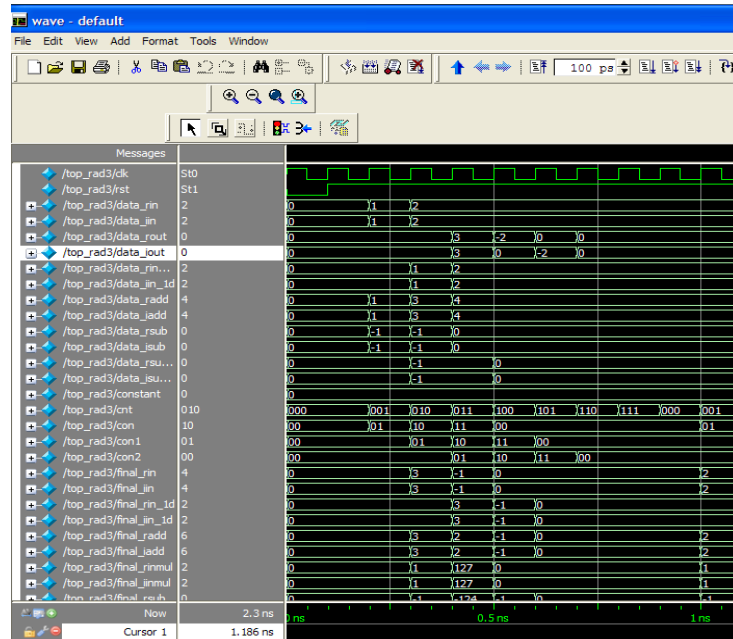 wave - default
File Edit View Add Format Tools Window
100 ps
Messages
/top_rad3/clk St0
/top_rad3/rst St1
/top_rad3/data_rin 2 0 1 2
/top_rad3/data_iin 2 0 1 2
/top_rad3/data_rout 0 0 3 -2 0 0
/top_rad3/data_iout 0 0 3 0 -2 0
/top_rad3/data_rin... 2 0 1 2
/top_rad3/data_iin_1d 2 0 1 2
/top_rad3/data_radd 4 0 1 3 4
/top_rad3/data_iadd 4 0 1 3 4
/top_rad3/data_rsub 0 0 -1 -1 0
/top_rad3/data_isub 0 0 -1 -1 0
/top_rad3/data_rsu... 0 0 -1 0
/top_rad3/data_isu... 0 0 -1 0
/top_rad3/constant 0 0
/top_rad3/cnt 010 000 001 010 011 100 101 110 111 000 001
/top_rad3/con 10 00 01 10 11 00 01
/top_rad3/con1 01 00 01 10 11 00
/top_rad3/con2 00 00 01 10 11 00
/top_rad3/final_rin 4 0 3 -1 0 2
/top_rad3/final_iin 4 0 3 -1 0 2
/top_rad3/final_rin_1d 2 0 3 -1 0
/top_rad3/final_iin_1d 2 0 3 -1 0
/top_rad3/final_radd 6 0 3 2 -1 0 2
/top_rad3/final_iadd 6 0 3 2 -1 0 2
/top_rad3/final_rinmul 2 0 1 127 0 1
/top_rad3/final_iinmul 2 0 1 127 0 1
/top_rad3/final_rsub 0 0 -1 -124 -1 0 -1
Now 2.3 ns 0 ns 0.5 ns 1 ns
Cursor 1 1.186 ns